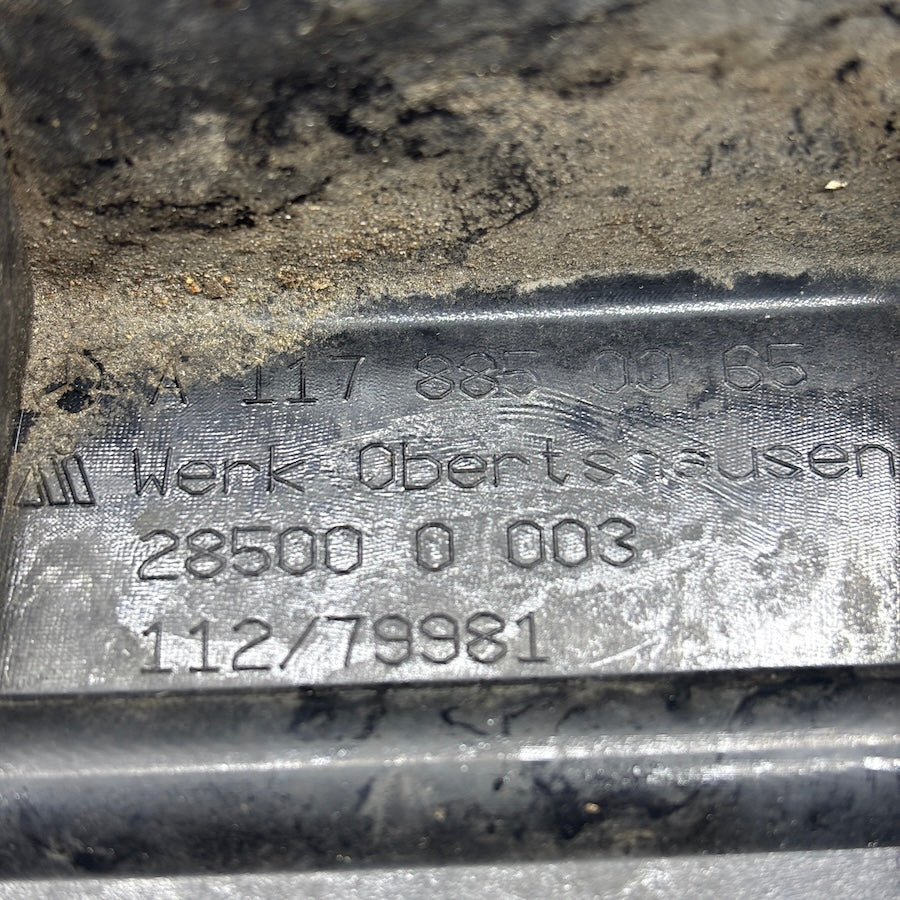 A 117 885 00 65
Werk Obertshausen
28500 0 003
112/79981